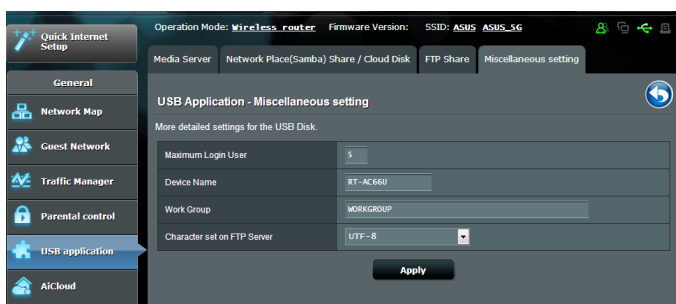 Quick Internet Setup
Operation Mode: Wireless router Firmware Version: SSID: ASUS ASUS_5G
Media Server Network Place(Samba) Share / Cloud Disk FTP Share Miscellaneous setting
General
Network Map
Guest Network
Traffic Manager
Parental control
USB application
AiCloud
USB Application - Miscellaneous setting
More detailed settings for the USB Disk.
Maximum Login User 5
Device Name RT-AC66U
Work Group WORKGROUP
Character set on FTP Server UTF-8
Apply